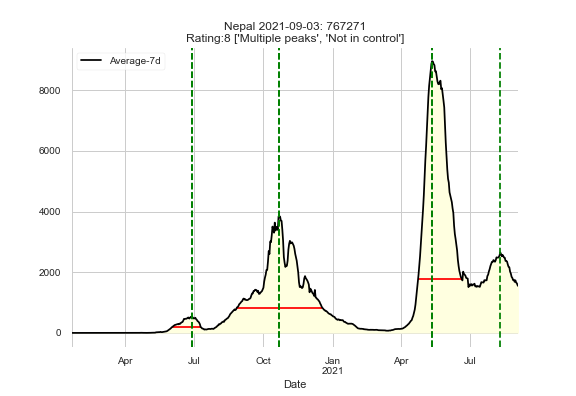 Nepal 2021-09-03: 767271
Rating:8 ['Multiple peaks', 'Not in control']
Average-7d
8000
6000
4000
2000
0
Apr Jul Oct Jan Apr Jul
2021
Date